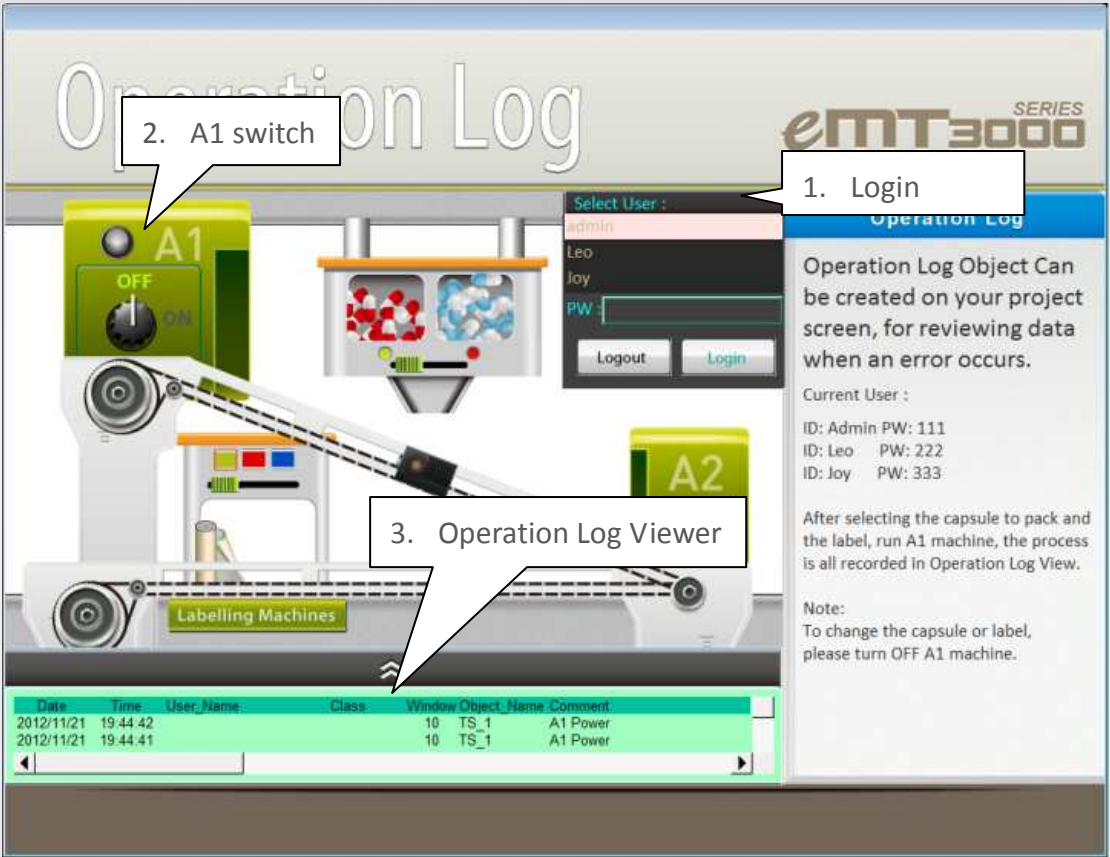 Operation Log
eMT3000
SERIES
2. A1 switch
1. Login
A1
OFF
ON
Select User :
admin
Leo
Joy
PW :
Logout Login
Operation Log
Operation Log Object Can
be created on your project
screen, for reviewing data
when an error occurs.
Current User :
ID: Admin PW: 111
ID: Leo PW: 222
ID: Joy PW: 333
After selecting the capsule to pack and
the label, run A1 machine, the process
is all recorded in Operation Log View.
Note:
To change the capsule or label,
please turn OFF A1 machine.
A2
3. Operation Log Viewer
Labelling Machines
Date Time User_Name Class Window Object_Name Comment
2012/11/21 19:44:42 10 TS_1 A1 Power
2012/11/21 19:44:41 10 TS_1 A1 Power